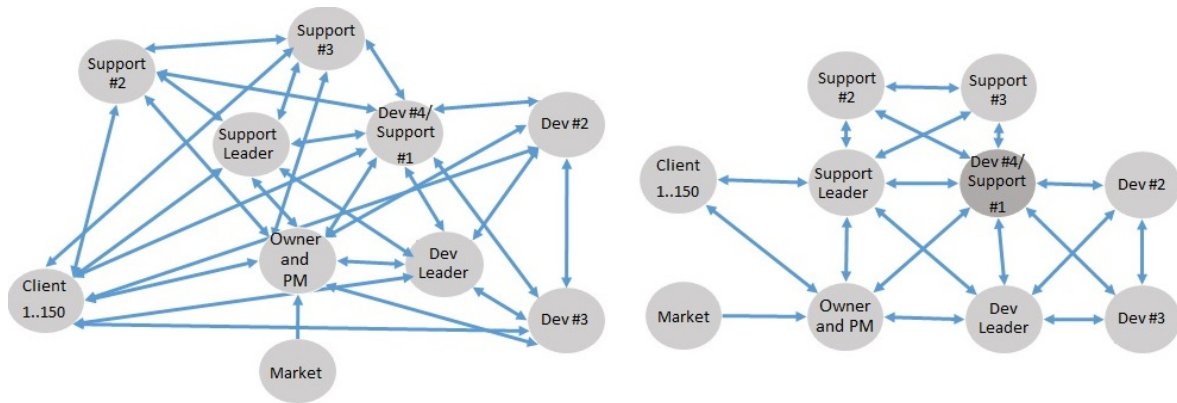 Support
#3
Support
#2
Support
Leader
Dev #4/
Support
#1
Dev #2
Owner
and
PM
Dev
Leader
Client
1..150
Dev #3
Market
Support
#2
Support
#3
Client
1..150
Support
Leader
Dev #4/
Support
#1
Dev #2
Market
Owner
and PM
Dev
Leader
Dev #3